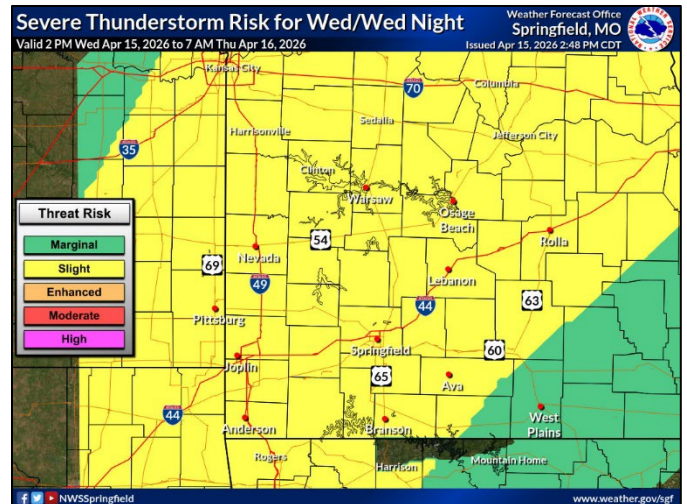 Severe Thunderstorm Risk for Wed/Wed Night
Valid 2 PM Wed Apr 15, 2026 to 7 AM Thu Apr 16, 2026
Weather Forecast Office
Springfield, MO
Issued Apr 15, 2026 2:48 PM CDT
NATIONAL WEATHER SERVICE
Kansas City
70
Columbia
Harrisonville
Sedalia
Jefferson City
35
Clinton
Warsaw
Osage
Beach
Threat Risk
Marginal
Slight
Enhanced
Moderate
High
54
Rolla
69
Nevada
49
Lebanon
63
44
Pittsburg
Springfield
60
Joplin
65
Ava
44
Anderson
Branson
West
Plains
Rogers
Harrison
Mountain Home
NWSSpringfield
www.weather.gov/sgf